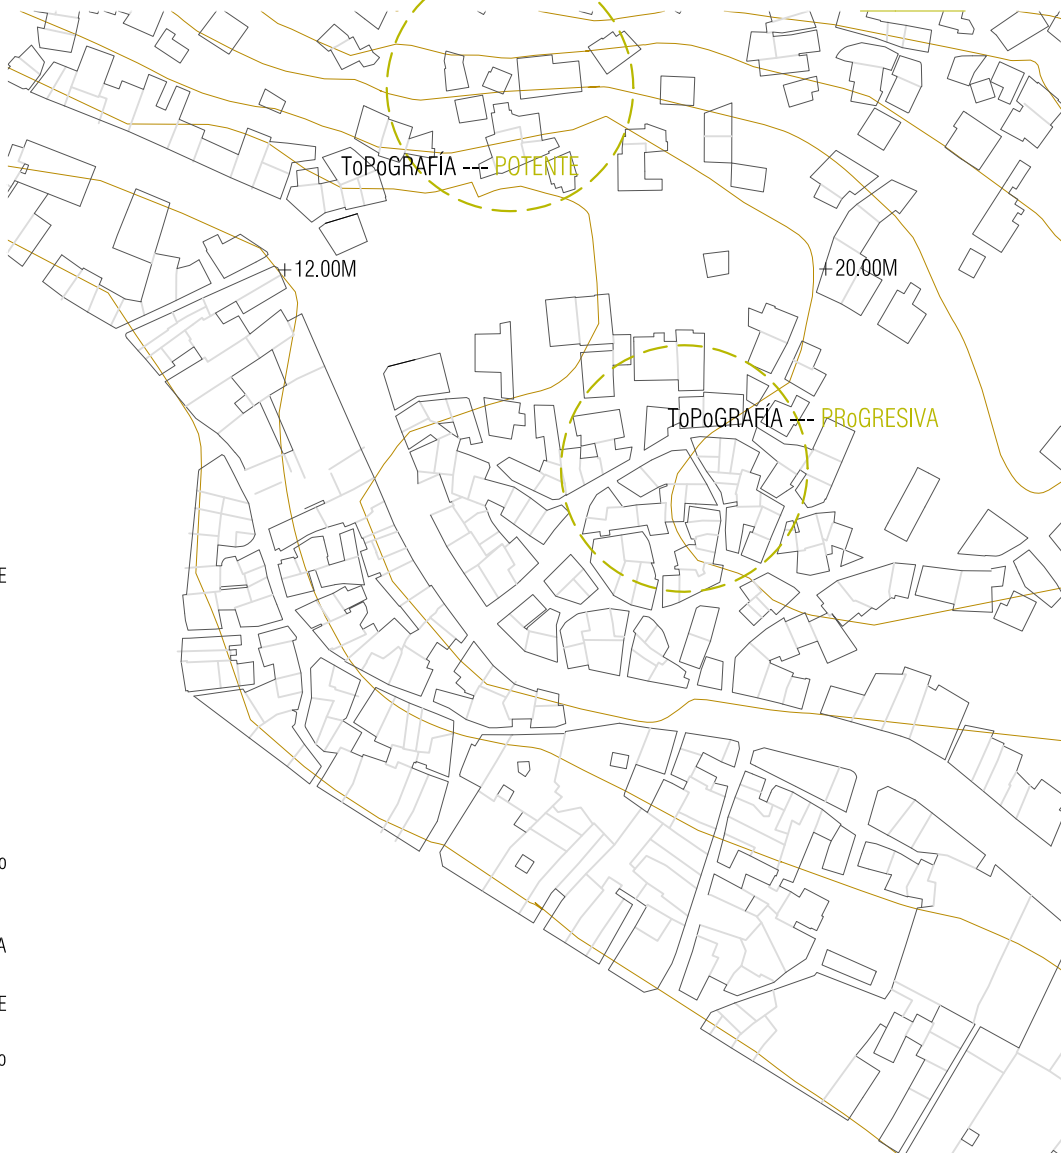 ToPoGRAFÍA --- POTENTE
+12.00M
+20.00M
ToPoGRAFÍA --- PRoGRESIVA
E
o
A
E
o